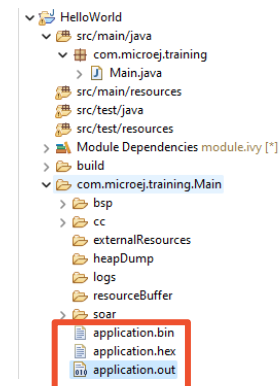 HelloWorld
src/main/java
com.microej.training
Main.java
src/main/resources
src/test/java
src/test/resources
Module Dependencies module.ivy [*]
build
com.microej.training.Main
bsp
cc
externalResources
heapDump
logs
resourceBuffer
soar
application.bin
application.hex
application.out